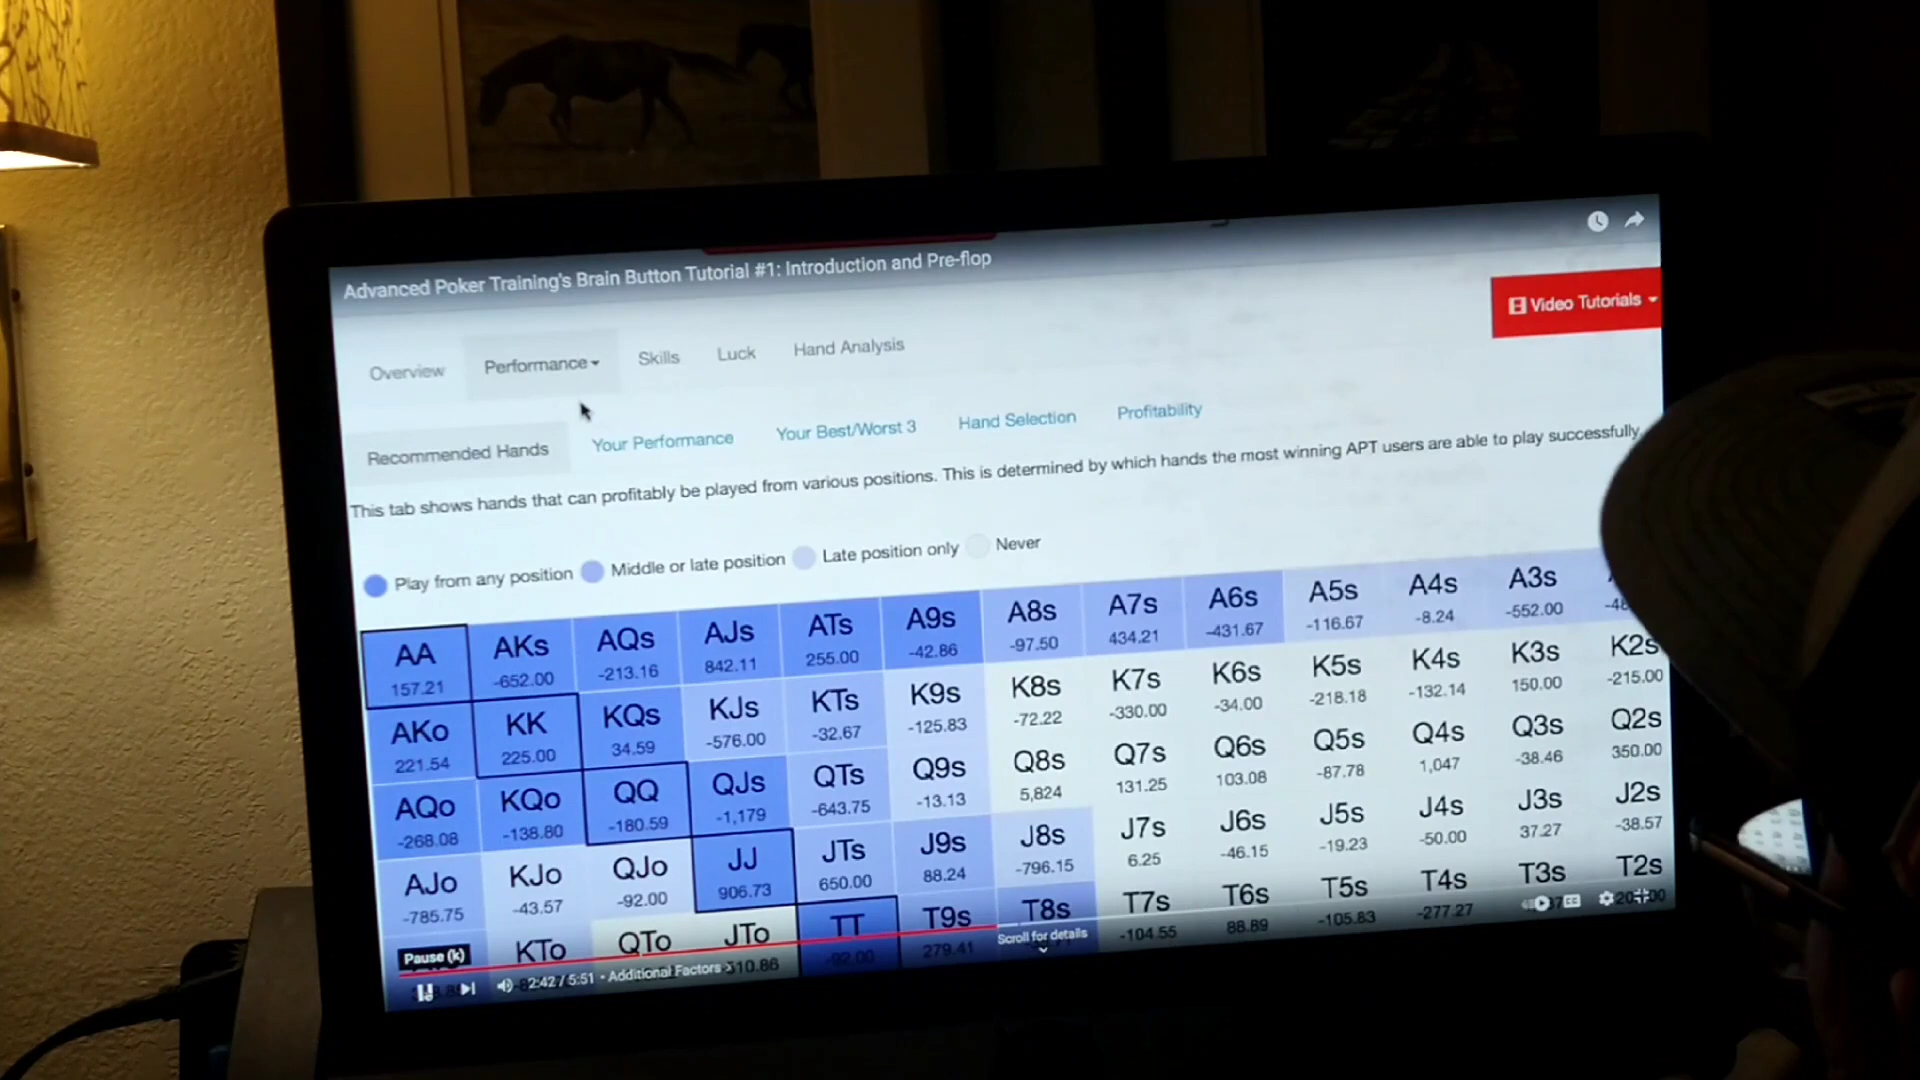 Advanced Poker Training's Brain Button Tutorial #1: Introduction and Pre-flop
Video Tutorials
Overview Performance Skills Luck Hand Analysis
Recommended Hands Your Performance Your Best/Worst 3 Hand Selection Profitability
This tab shows hands that can profitably be played from various positions. This is determined by which hands the most winning APT users are able to play successfully.
Play from any position Middle or late position Late position only Never
AA AKs AQs AJs ATs A9s A8s A7s A6s A5s A4s A3s
157.21 -652.00 -213.16 842.11 255.00 -42.86 -97.50 434.21 -431.67 -116.67 -8.24 -552.00
AKo KK KQs KJs KTs K9s K8s K7s K6s K5s K4s K3s K2s
221.54 225.00 34.59 -576.00 -32.67 -125.83 -72.22 -330.00 -34.00 -218.18 -132.14 150.00 -215.00
AQo KQo QQ QJs QTs Q9s Q8s Q7s Q6s Q5s Q4s Q3s Q2s
-268.08 -138.80 -180.59 -1,179 -643.75 -13.13 5,824 131.25 103.08 -87.78 1,047 -38.46 350.00
AJo KJo QJo JJ JTs J9s J8s J7s J6s J5s J4s J3s J2s
-785.75 -43.57 -92.00 906.73 650.00 88.24 -796.15 6.25 -46.15 -19.23 -50.00 37.27 -38.57
KTo QTo JTo TT T9s T8s T7s T6s T5s T4s T3s T2s
-92.00 279.41 -104.55 88.89 -105.83 -277.27
Pause (k)
Scroll for details
2:42 / 5:51 • Additional Factors